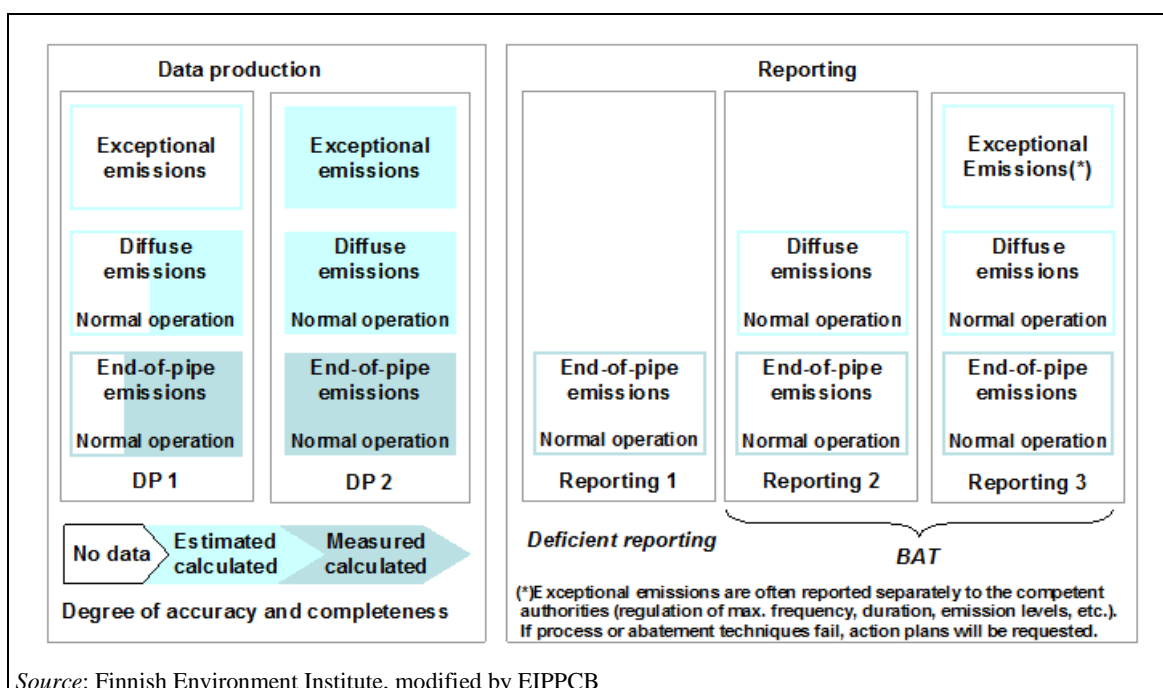 Data production
Exceptional
emissions
Diffuse
emissions
Normal operation
End-of-pipe
emissions
Normal operation
DP 1
Exceptional
emissions
Diffuse
emissions
Normal operation
End-of-pipe
emissions
Normal operation
DP 2
No data
Estimated
calculated
Measured
calculated
Degree of accuracy and completeness
Reporting
End-of-pipe
emissions
Normal operation
Reporting 1
Diffuse
emissions
Normal operation
End-of-pipe
emissions
Normal operation
Reporting 2
Exceptional
Emissions(*)
Diffuse
emissions
Normal operation
End-of-pipe
emissions
Normal operation
Reporting 3
Deficient reporting
BAT
(*)Exceptional emissions are often reported separately to the competent
authorities (regulation of max. frequency, duration, emission levels, etc.).
If process or abatement techniques fail, action plans will be requested.
Source: Finnish Environment Institute, modified by EIPPCB